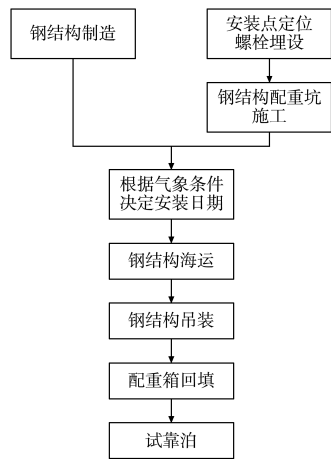 钢结构制造
安装点定位
螺栓埋设
钢结构配重坑
施工
根据气象条件
决定安装日期
钢结构海运
钢结构吊装
配重箱回填
试靠泊